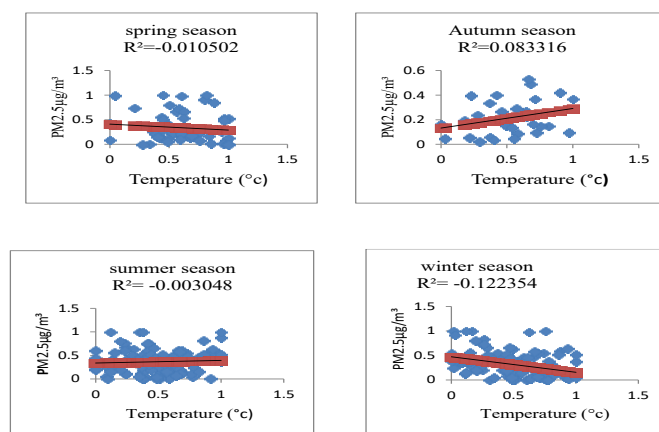 spring season
R²=-0.010502
PM2.5µg/m³
1.5
1
0.5
0
0 0.5 1 1.5
Temperature (°c)
Autumn season
R²=0.083316
PM2.5µg/m³
0.6
0.4
0.2
0
0 0.5 1 1.5
Temperature (°c)
summer season
R²= -0.003048
PM2.5µg/m³
1.5
1
0.5
0
0 0.5 1 1.5
Temperature (°c)
winter season
R²= -0.122354
PM2.5µg/m³
1.5
1
0.5
0
0 0.5 1 1.5
Temperature (°c)